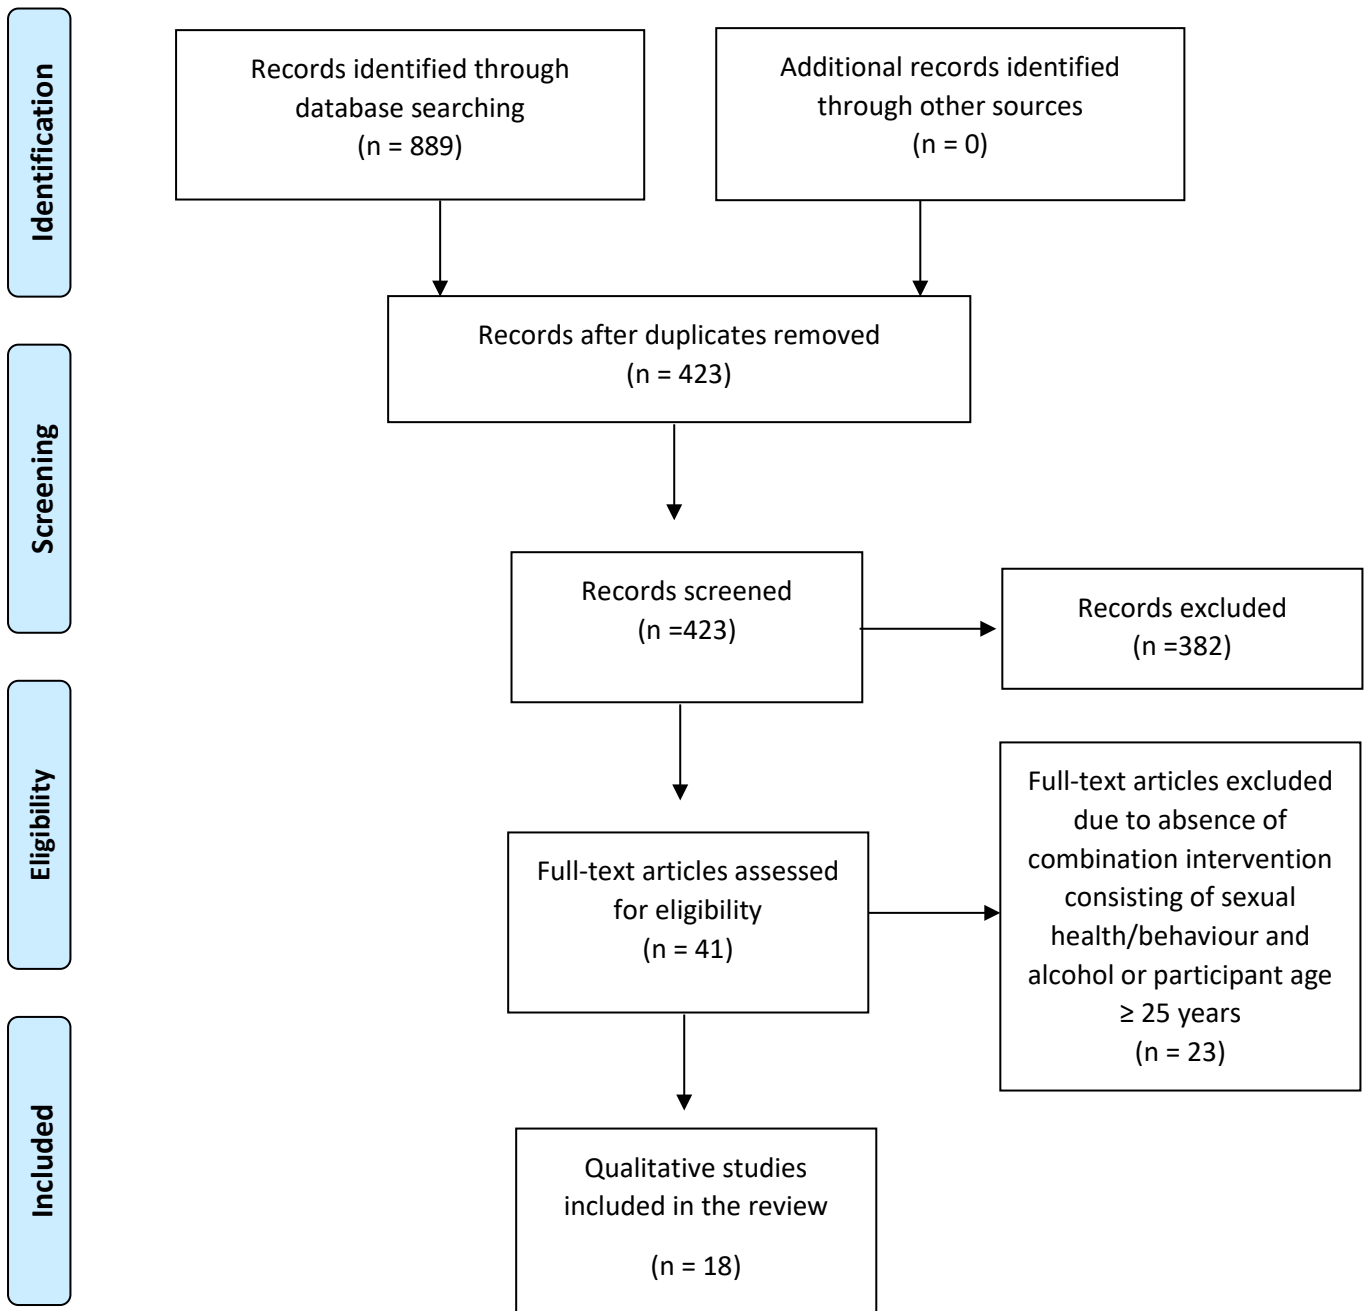 Identification
Records identified through
database searching
(n = 889)
Additional records identified
through other sources
(n = 0)
Records after duplicates removed
(n = 423)
Screening
Records screened
(n =423)
Records excluded
(n =382)
Eligibility
Full-text articles assessed
for eligibility
(n = 41)
Full-text articles excluded
due to absence of
combination intervention
consisting of sexual
health/behaviour and
alcohol or participant age
≥ 25 years
(n = 23)
Included
Qualitative studies
included in the review
(n = 18)